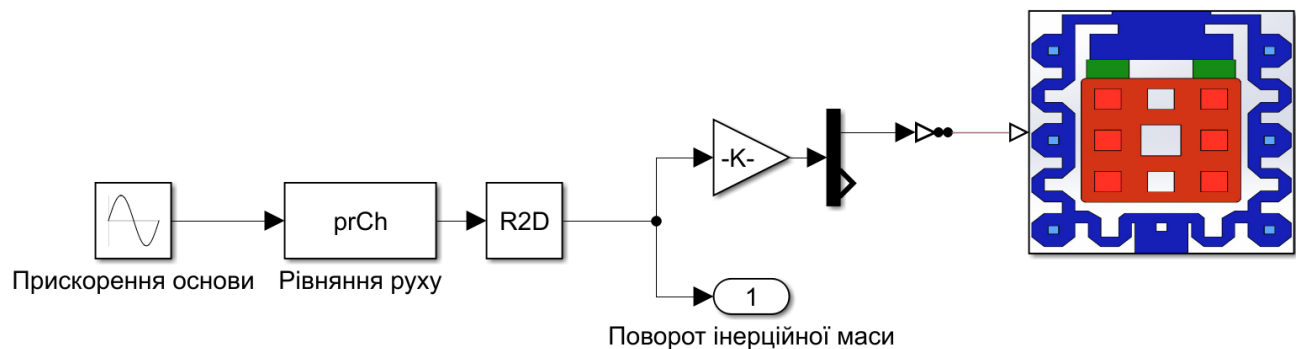 -K-
prCh
R2D
Прискорення основи
Рівняння руху
1
Поворот інерційної маси